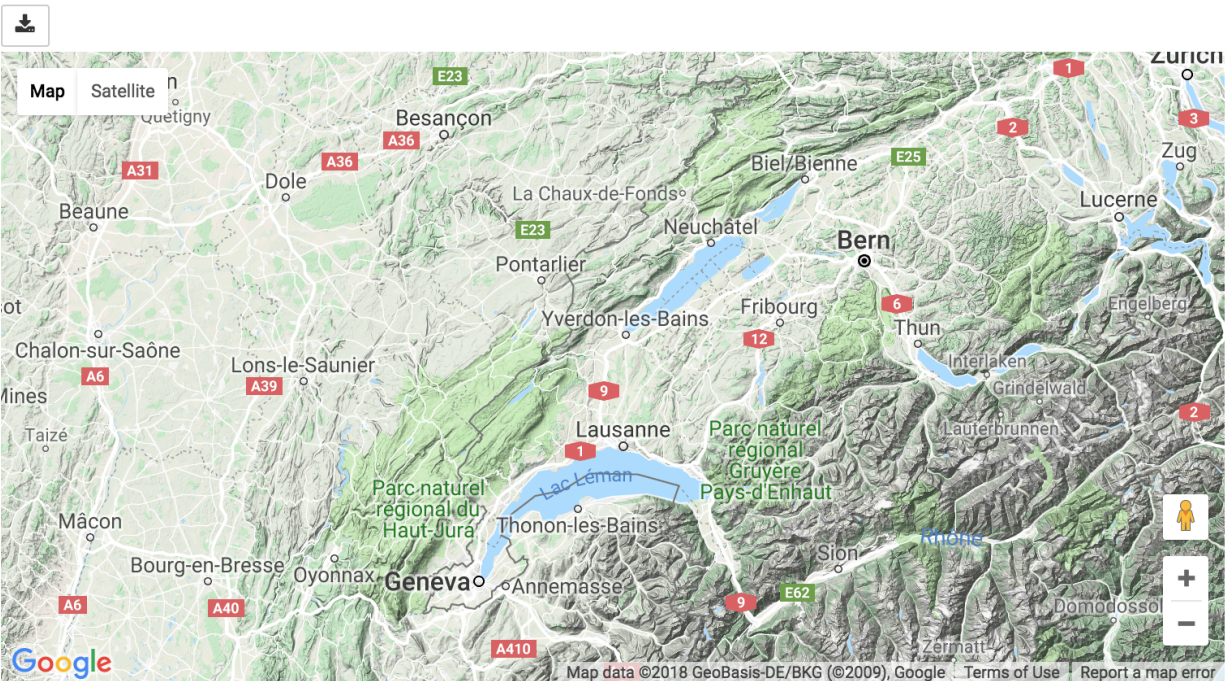 Zürich
Map Satellite
n
E23
1
Quetigny
Besançon
3
2
A36
Zug
A36
Biel/Bienne
E25
A31
Dole
La Chaux-de-Fonds
Lucerne
Beaune
Neuchâtel
E23
Bern
Pontarlier
ot
Fribourg
6
Engelberg
Yverdon-les-Bains
Thun
12
Chalon-sur-Saône
Lons-le-Saunier
Interlaken
A6
A39
9
Grindelwald
Mines
2
Taizé
Lausanne
Parc naturel
régional
Gruyère
Pays-d'Enhaut
Lauterbrunnen
1
Lac Léman
Parc naturel
régional du
Haut-Jura
Mâcon
Thonon-les-Bains
Rhône
Sion
Bourg-en-Bresse
Oyonnax
Geneva
Annemasse
E62
A6
A40
9
Domodossol
A410
Zermatt
Google
Map data ©2018 GeoBasis-DE/BKG (©2009), Google Terms of Use Report a map error